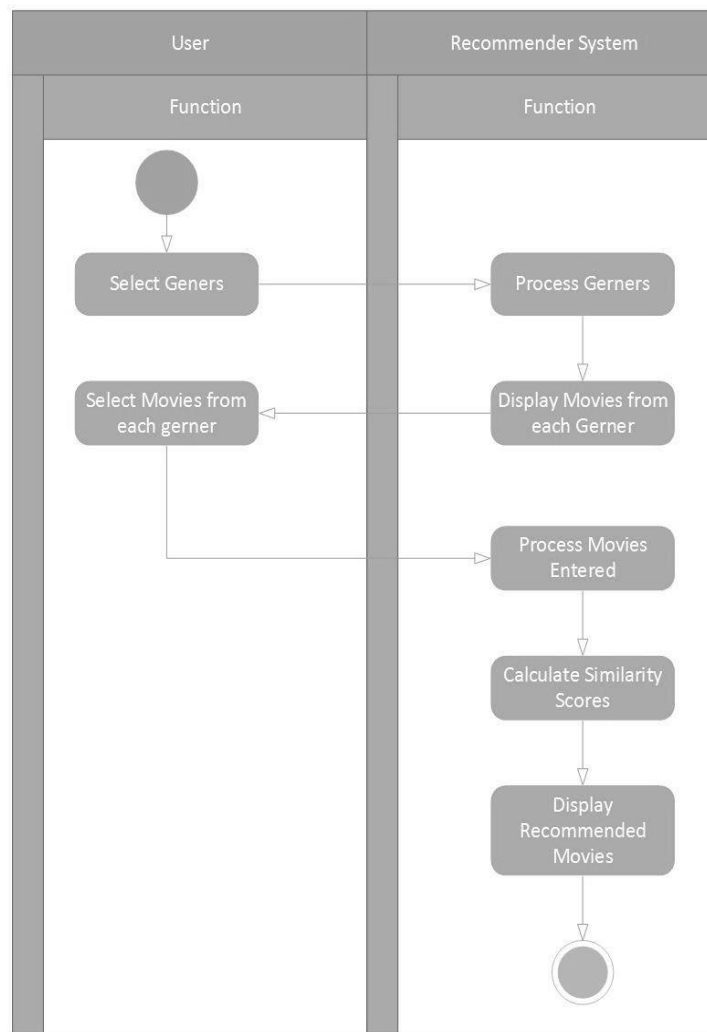 User
Recommender System
Function
Function
Select Geners
Process Gerners
Select Movies from
each gerner
Display Movies from
each Gerner
Process Movies
Entered
Calculate Similarity
Scores
Display
Recommended
Movies